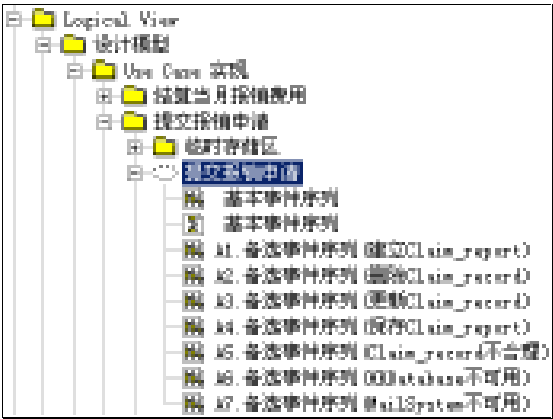 Logical View
设计模型
Use Case 实现
结算当月报销费用
提交报销申请
临时存储区
提交报销申请
基本事件序列
基本事件序列
A1.备选事件序列(建立Claim_report)
A2.备选事件序列(删除Claim_record)
A3.备选事件序列(更新Claim_record)
A4.备选事件序列(保存Claim_report)
A5.备选事件序列(Claim_record不合理)
A6.备选事件序列(OODatabase不可用)
A7.备选事件序列(MailSystem不可用)